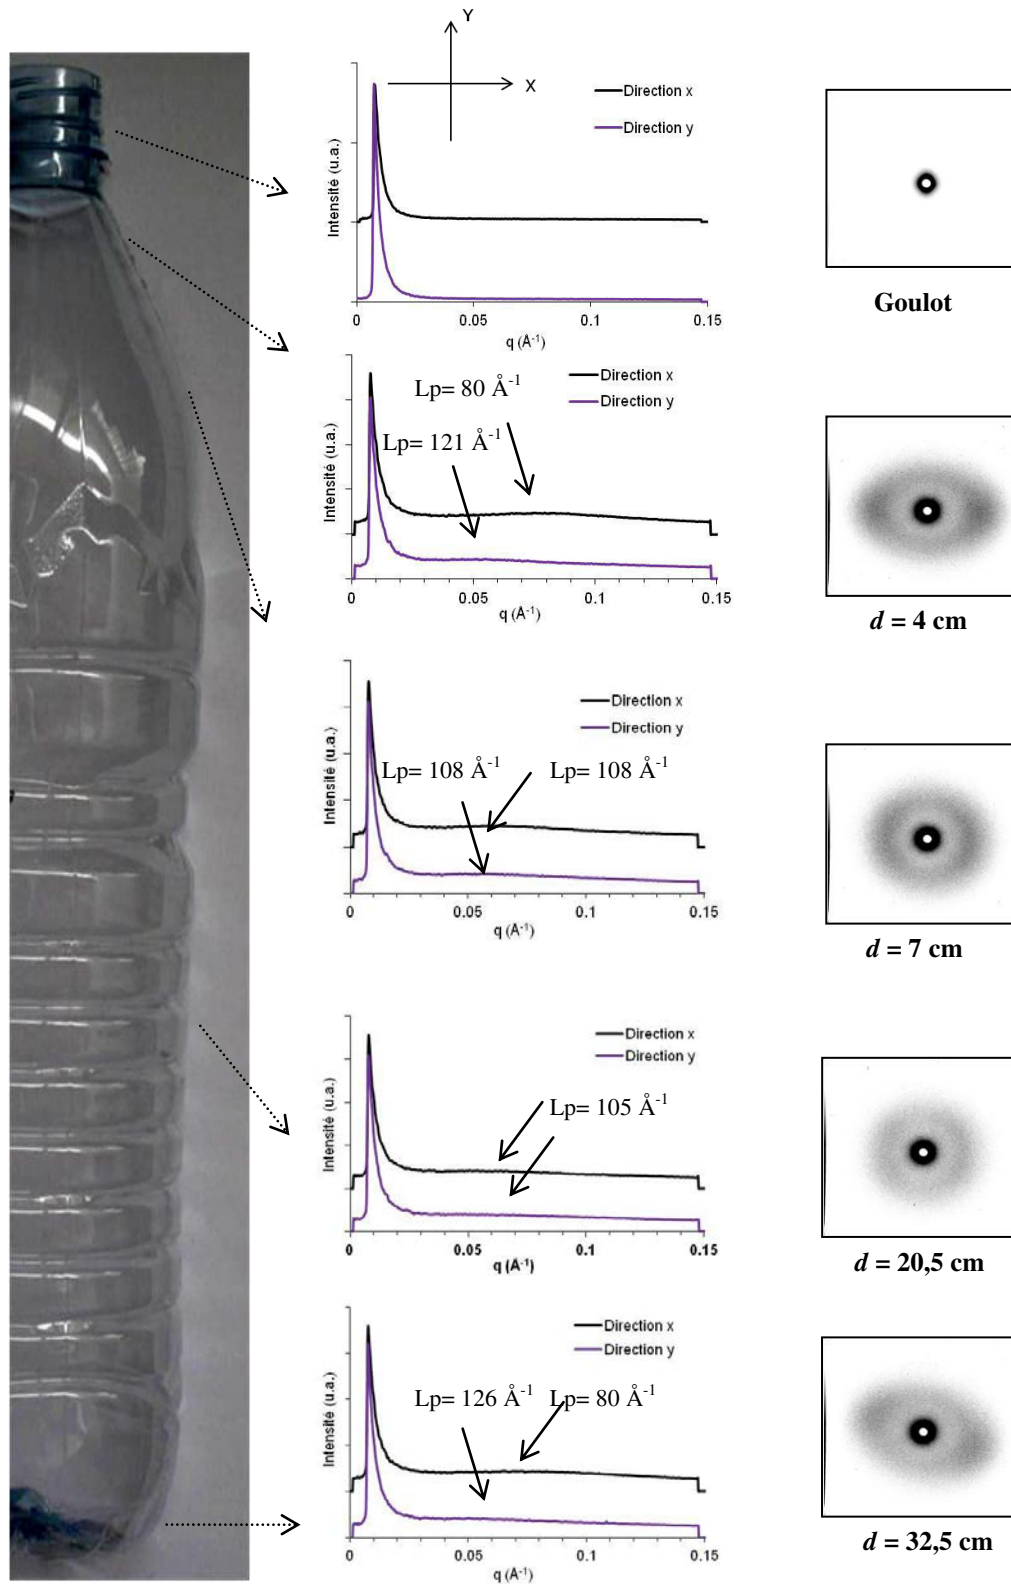 Y
X
Direction x
Direction y
Intensité (u.a.)
0 0.05 0.1 0.15
q (Å⁻¹)
Goulot
Direction x
Direction y
Lp= 80 Å⁻¹
Lp= 121 Å⁻¹
Intensité (u.a.)
0 0.05 0.1 0.15
q (Å⁻¹)
d = 4 cm
Direction x
Direction y
Lp= 108 Å⁻¹ Lp= 108 Å⁻¹
Intensité (u.a.)
0 0.05 0.1 0.15
q (Å⁻¹)
d = 7 cm
Direction x
Direction y
Lp= 105 Å⁻¹
Intensité (u.a.)
0 0.05 0.1 0.15
q (Å⁻¹)
d = 20,5 cm
Direction x
Direction y
Lp= 126 Å⁻¹ Lp= 80 Å⁻¹
Intensité (u.a.)
0 0.05 0.1 0.15
q (Å⁻¹)
d = 32,5 cm